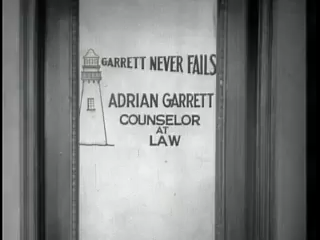 GARRETT NEVER FAILS
ADRIAN GARRETT
COUNSELOR
AT
LAW